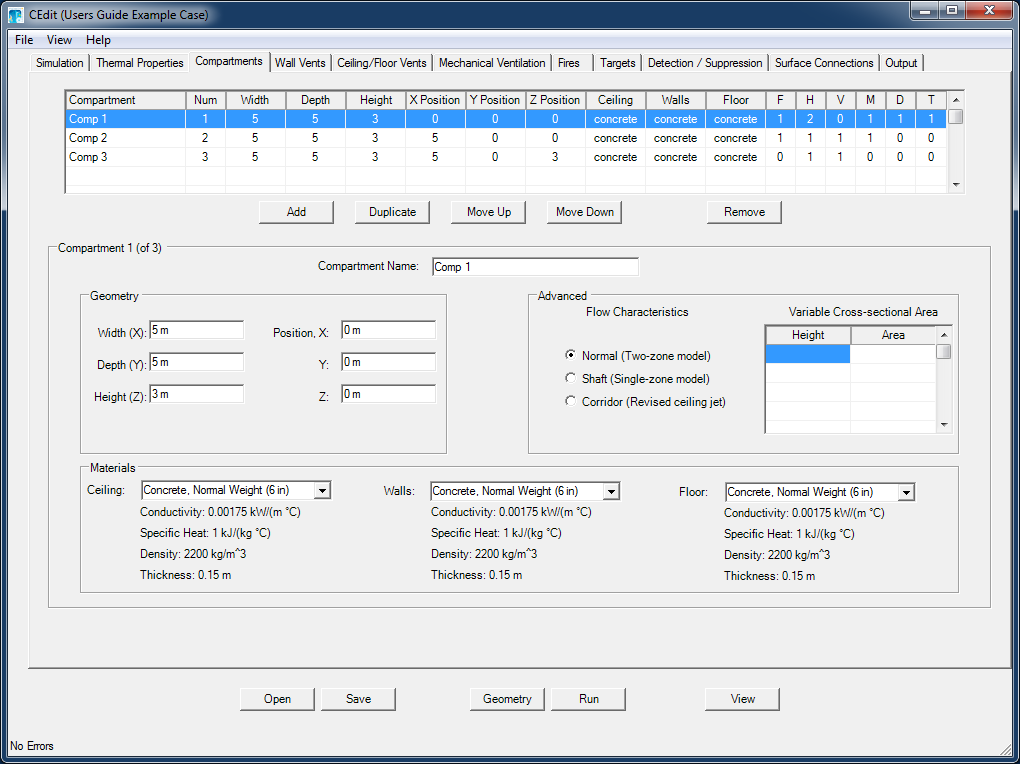 CEdit (Users Guide Example Case)
File View Help
Simulation Thermal Properties Compartments Wall Vents Ceiling/Floor Vents Mechanical Ventilation Fires Targets Detection / Suppression Surface Connections Output
Compartment Num Width Depth Height X Position Y Position Z Position Ceiling Walls Floor F H V M D T
Comp 1 1 5 5 3 0 0 0 concrete concrete concrete 1 2 0 1 1 1
Comp 2 2 5 5 3 5 0 0 concrete concrete concrete 1 1 1 1 0 0
Comp 3 3 5 5 3 5 0 3 concrete concrete concrete 0 1 1 0 0 0
Add Duplicate Move Up Move Down Remove
Compartment 1 (of 3)
Compartment Name: Comp 1
Geometry
Width (X): 5 m Position, X: 0 m
Depth (Y): 5 m Y: 0 m
Height (Z): 3 m Z: 0 m
Advanced
Flow Characteristics Variable Cross-sectional Area
Height Area
Normal (Two-zone model)
Shaft (Single-zone model)
Corridor (Revised ceiling jet)
Materials
Ceiling: Concrete, Normal Weight (6 in) Walls: Concrete, Normal Weight (6 in) Floor: Concrete, Normal Weight (6 in)
Conductivity: 0.00175 kW/(m °C) Conductivity: 0.00175 kW/(m °C) Conductivity: 0.00175 kW/(m °C)
Specific Heat: 1 kJ/(kg °C) Specific Heat: 1 kJ/(kg °C) Specific Heat: 1 kJ/(kg °C)
Density: 2200 kg/m^3 Density: 2200 kg/m^3 Density: 2200 kg/m^3
Thickness: 0.15 m Thickness: 0.15 m Thickness: 0.15 m
Open Save Geometry Run View
No Errors